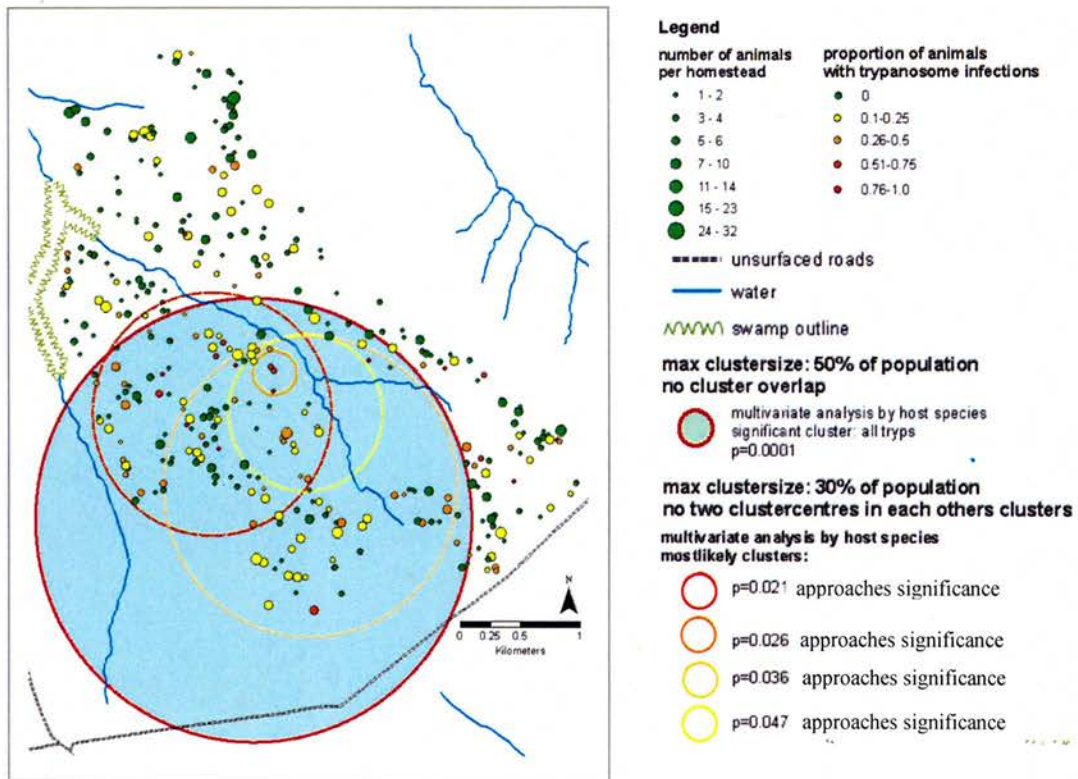 N
0 0.25 0.5 1
Kilometers
Legend
number of animals
per homestead
1 - 2
3 - 4
5 - 6
7 - 10
11 - 14
15 - 23
24 - 32
proportion of animals
with trypanosome infections
0
0.1-0.25
0.26-0.5
0.51-0.75
0.76-1.0
unsurfaced roads
water
swamp outline
max clustersize: 50% of population
no cluster overlap
multivariate analysis by host species
significant cluster: all tryps
p=0.0001
max clustersize: 30% of population
no two clustercentres in each others clusters
multivariate analysis by host species
mostlikely clusters:
p=0.021 approaches significance
p=0.026 approaches significance
p=0.036 approaches significance
p=0.047 approaches significance